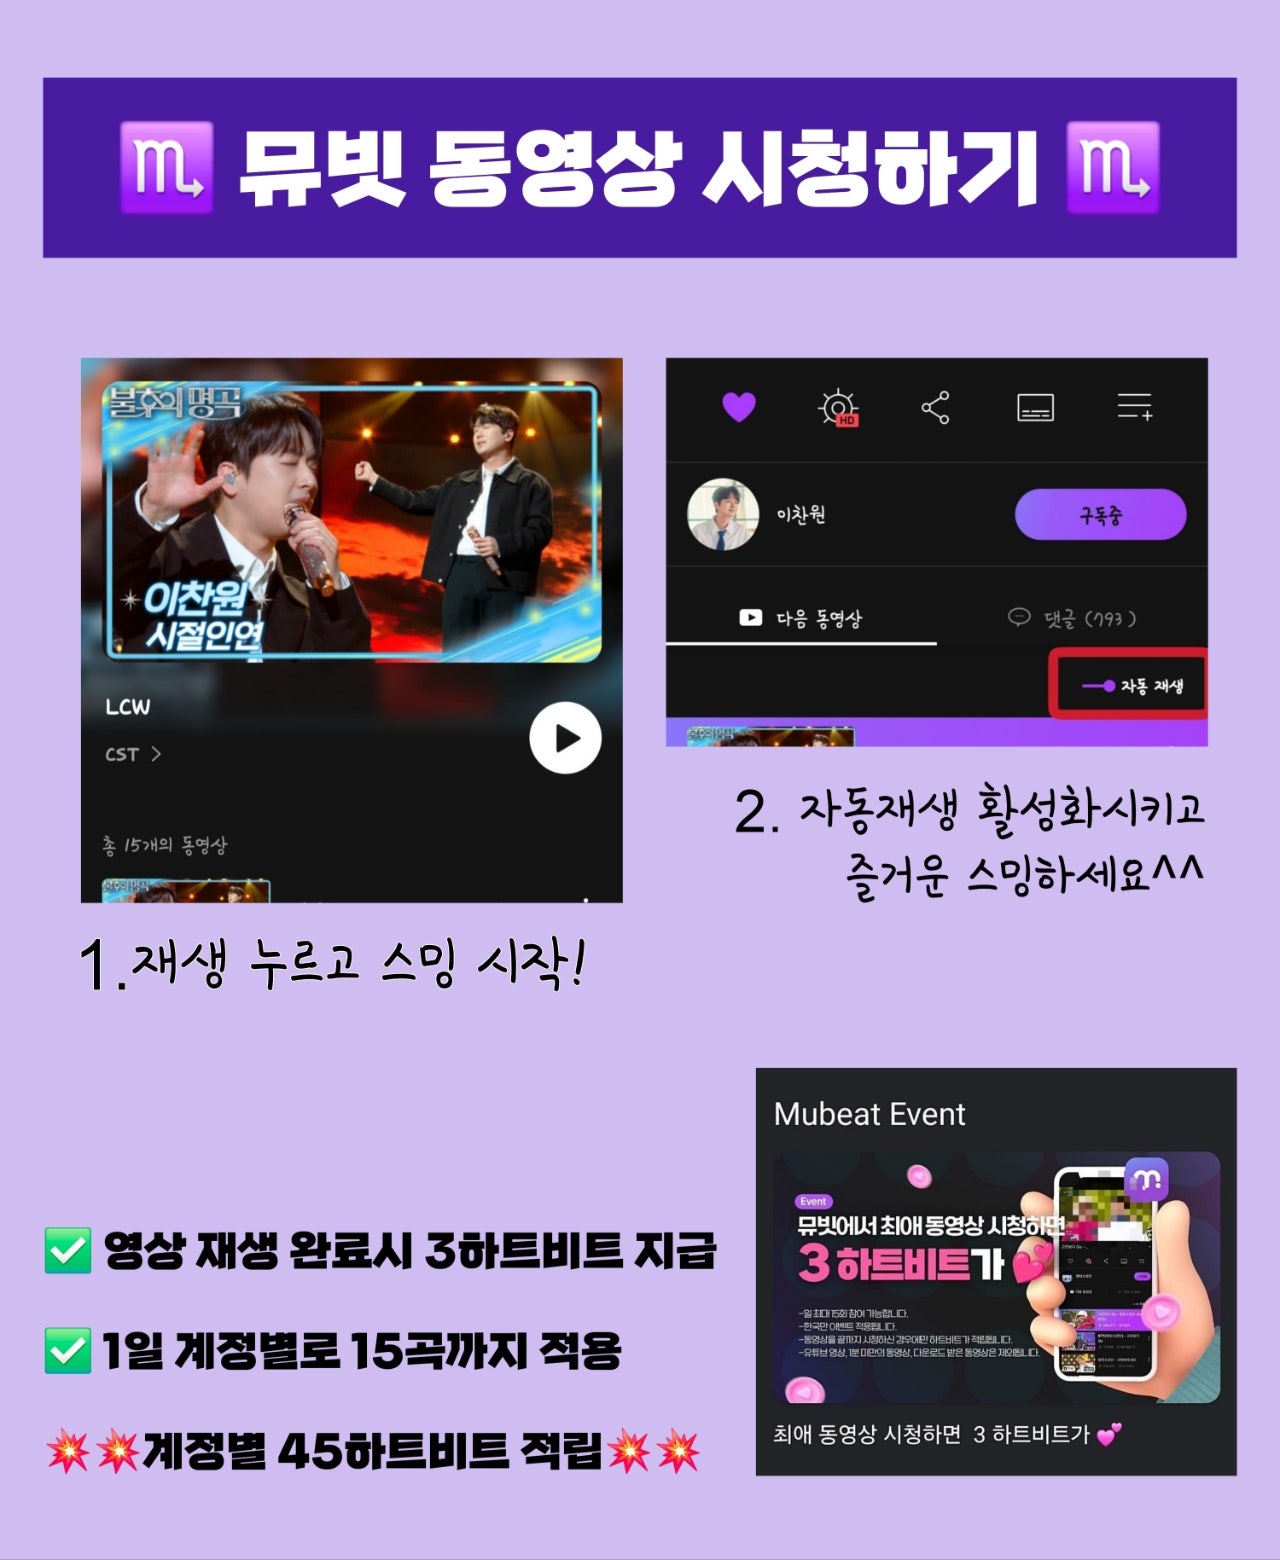 뮤빗 동영상 시청하기
불후의 명곡
이찬원
시절인연
LCW
CST >
총 15개의 동영상
1.재생 누르고 스밍 시작!
HD
이찬원
구독중
다음 동영상
댓글 (793)
자동 재생
2. 자동재생 활성화시키고
즐거운 스밍하세요^^
Mubeat Event
Event
뮤빗에서 최애 동영상 시청하면
3 하트비트가
-일 최대 15회 참여 가능합니다.
-한국만 이벤트 적용됩니다.
-동영상을 끝까지 시청하신 경우에만 하트비트가 적립됩니다.
-유튜브 영상, 1분 미만의 동영상, 다운로드 받은 동영상은 제외됩니다.
최애 동영상 시청하면 3 하트비트가 💕
✅ 영상 재생 완료시 3하트비트 지급
✅ 1일 계정별로 15곡까지 적용
💥💥계정별 45하트비트 적립💥💥